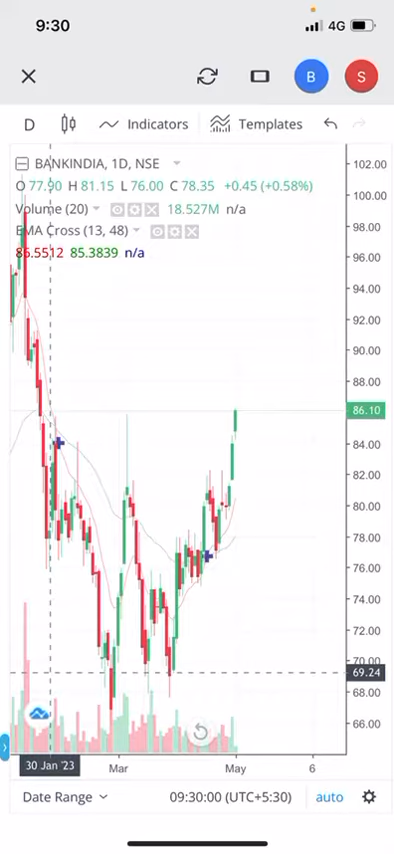 9:30 4G
B S
D Indicators Templates
BANKINDIA, 1D, NSE
O 77.90 H 81.15 L 76.00 C 78.35 +0.45 (+0.58%)
Volume (20) 18.527M n/a
EMA Cross (13, 48)
86.5512 85.3839 n/a
102.00
100.00
98.00
96.00
94.00
92.00
90.00
88.00
86.10
84.00
82.00
80.00
78.00
76.00
74.00
72.00
70.00
69.24
68.00
66.00
30 Jan '23 Mar May 6
Date Range 09:30:00 (UTC+5:30) auto